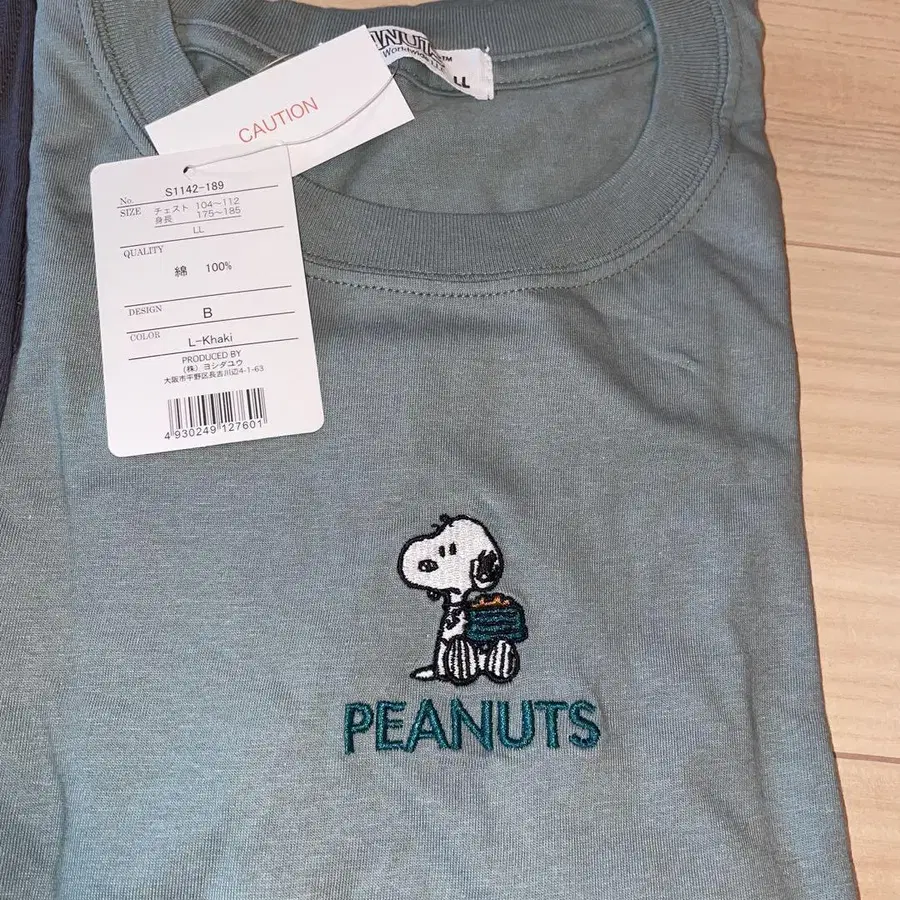 Worldwide LLC
LL
CAUTION
No. S1142-189
SIZE チェスト 104〜112
身長 175〜185
LL
QUALITY
綿 100%
DESIGN B
COLOR L-Khaki
PRODUCED BY
(株) ヨシダユウ
大阪市平野区長吉川辺4-1-63
4 930249 127601
PEANUTS